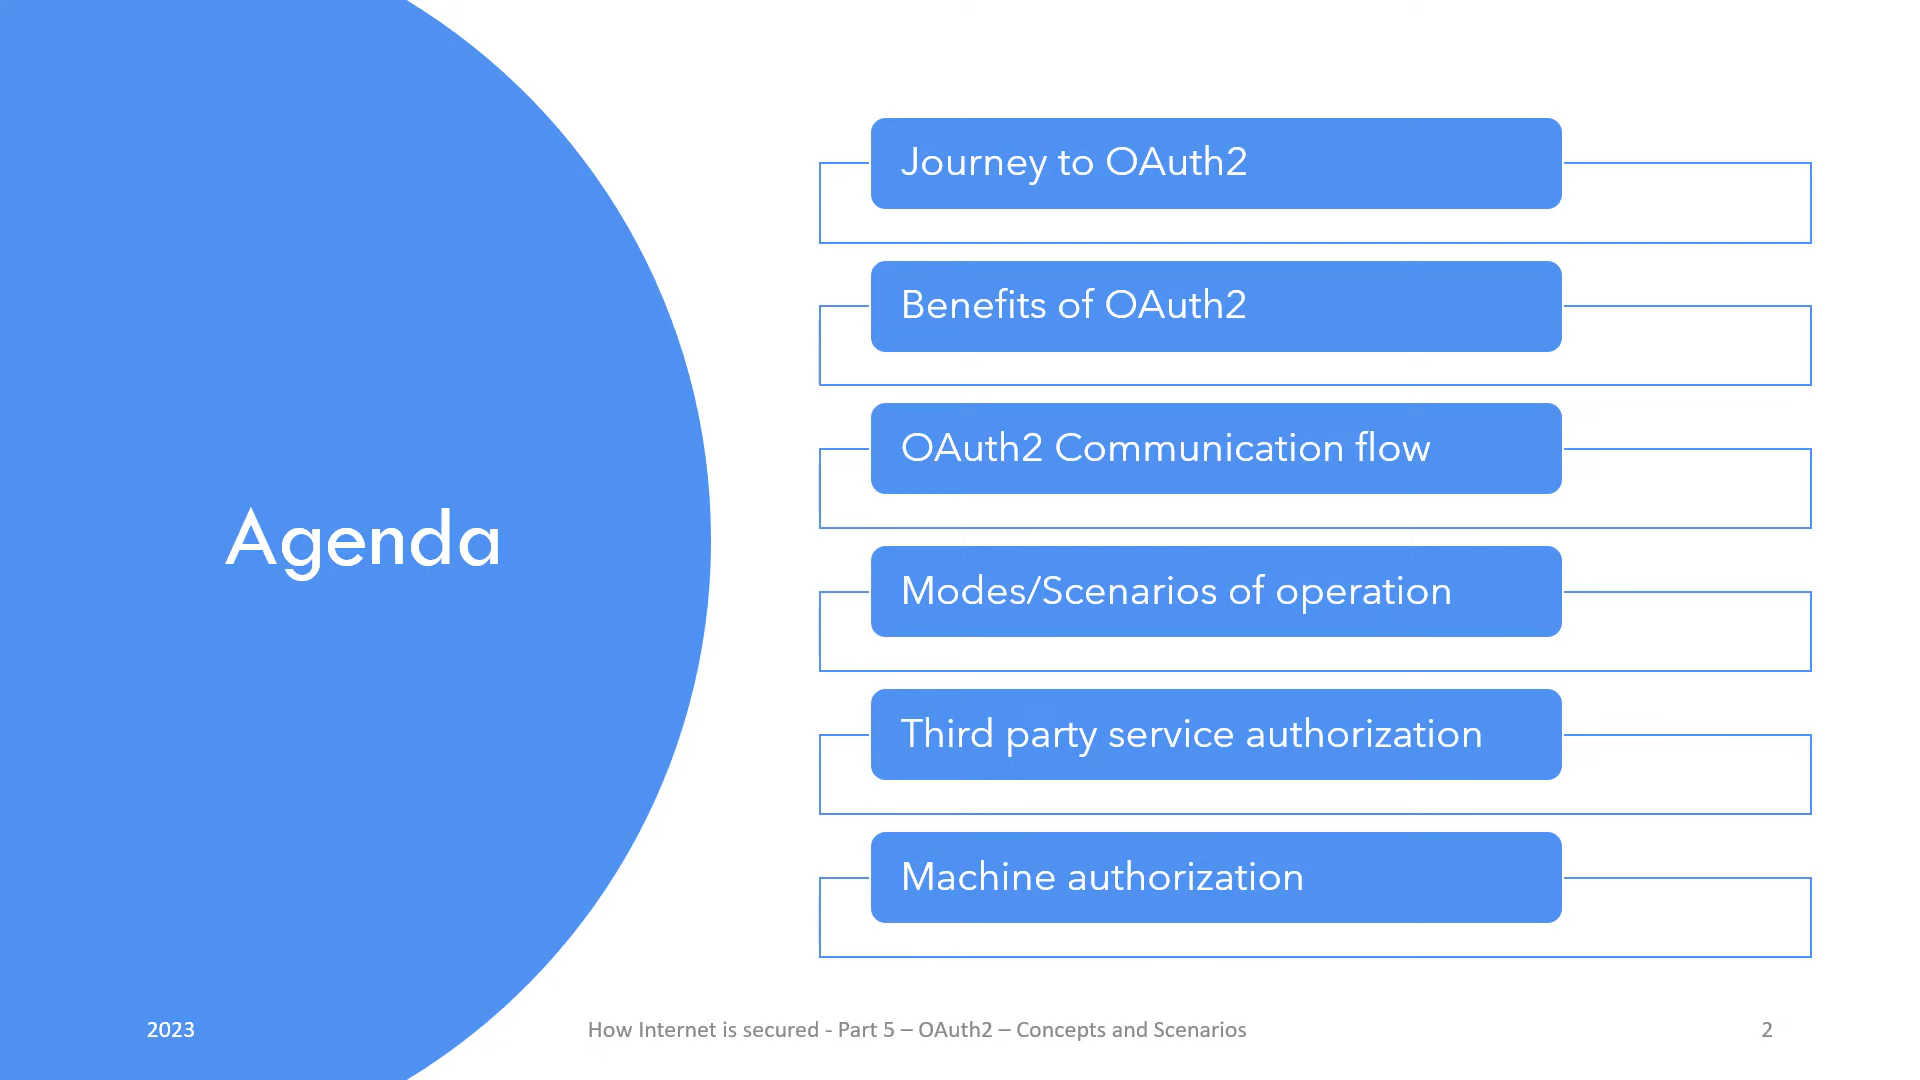 Agenda
Journey to OAuth2
Benefits of OAuth2
OAuth2 Communication flow
Modes/Scenarios of operation
Third party service authorization
Machine authorization
2023
How Internet is secured - Part 5 – OAuth2 – Concepts and Scenarios
2